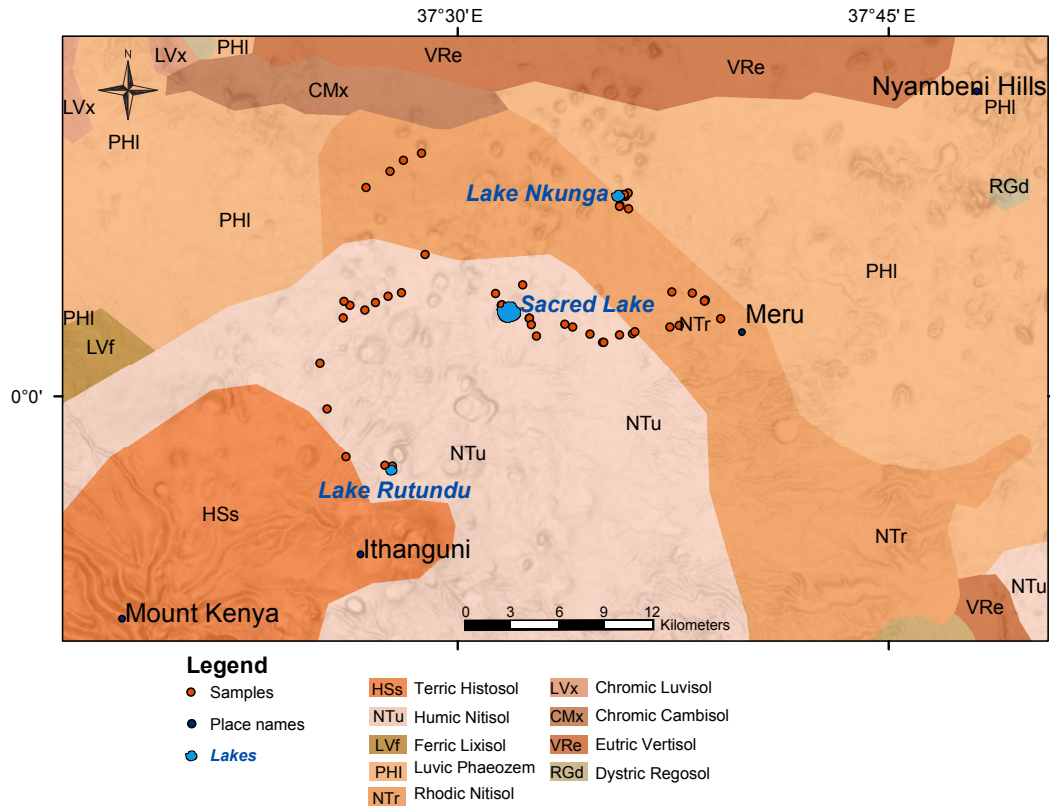 37°30' E
37°45' E
LVx
PHl
VRe
VRe
N
CMx
Nyambeni Hills
PHl
LVx
PHl
RGd
Lake Nkunga
PHl
PHl
Sacred Lake
PHl
NTr
Meru
LVf
0°0'
NTu
NTu
Lake Rutundu
HSs
NTr
Ithanguni
NTu
VRe
Mount Kenya
0 3 6 9 12
Kilometers
Legend
Samples
Place names
Lakes
HSs Terric Histosol
NTu Humic Nitisol
LVf Ferric Lixisol
PHl Luvic Phaeozem
NTr Rhodic Nitisol
LVx Chromic Luvisol
CMx Chromic Cambisol
VRe Eutric Vertisol
RGd Dystric Regosol